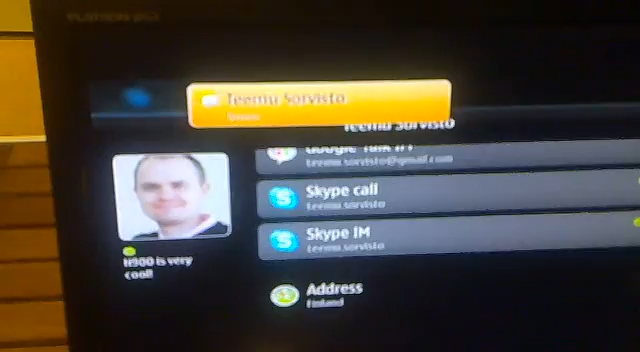 Teemu Sorvisto
Teemu Sorvisto
Google Talk IM
teemu.sorvisto@gmail.com
Skype call
teemu.sorvisto
Skype IM
teemu.sorvisto
N900 is very
cool!
Address
Finland